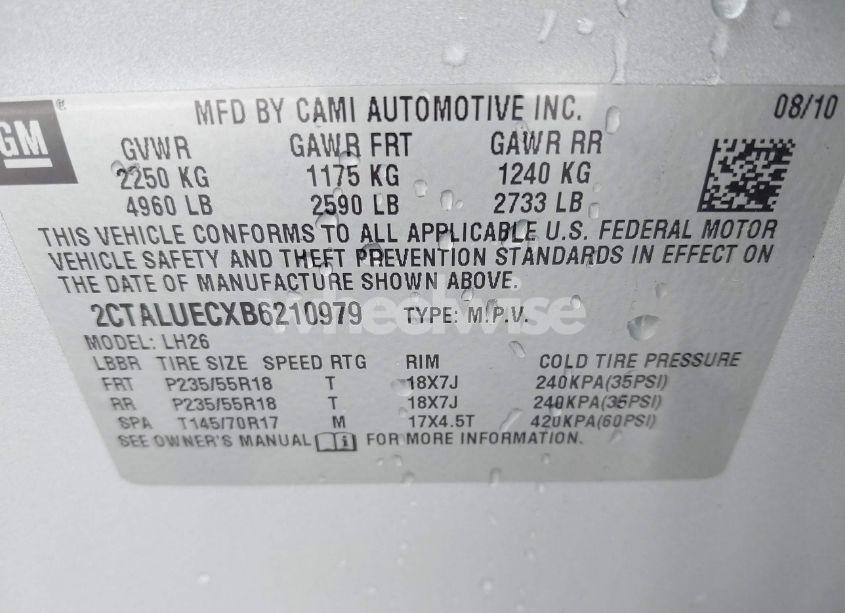 GM®
MFD BY CAMI AUTOMOTIVE INC. 08/10
GVWR GAWR FRT GAWR RR
2250 KG 1175 KG 1240 KG
4960 LB 2590 LB 2733 LB
THIS VEHICLE CONFORMS TO ALL APPLICABLE U.S. FEDERAL MOTOR
VEHICLE SAFETY AND THEFT PREVENTION STANDARDS IN EFFECT ON
THE DATE OF MANUFACTURE SHOWN ABOVE.
2CTALUECXB6210979 TYPE: M.P.V.
wheelwise
MODEL: LH26
LBBR TIRE SIZE SPEED RTG RIM COLD TIRE PRESSURE
FRT P235/55R18 T 18X7J 240KPA(35PSI)
RR P235/55R18 T 18X7J 240KPA(35PSI)
SPA T145/70R17 M 17X4.5T 420KPA(60PSI)
SEE OWNER'S MANUAL FOR MORE INFORMATION.